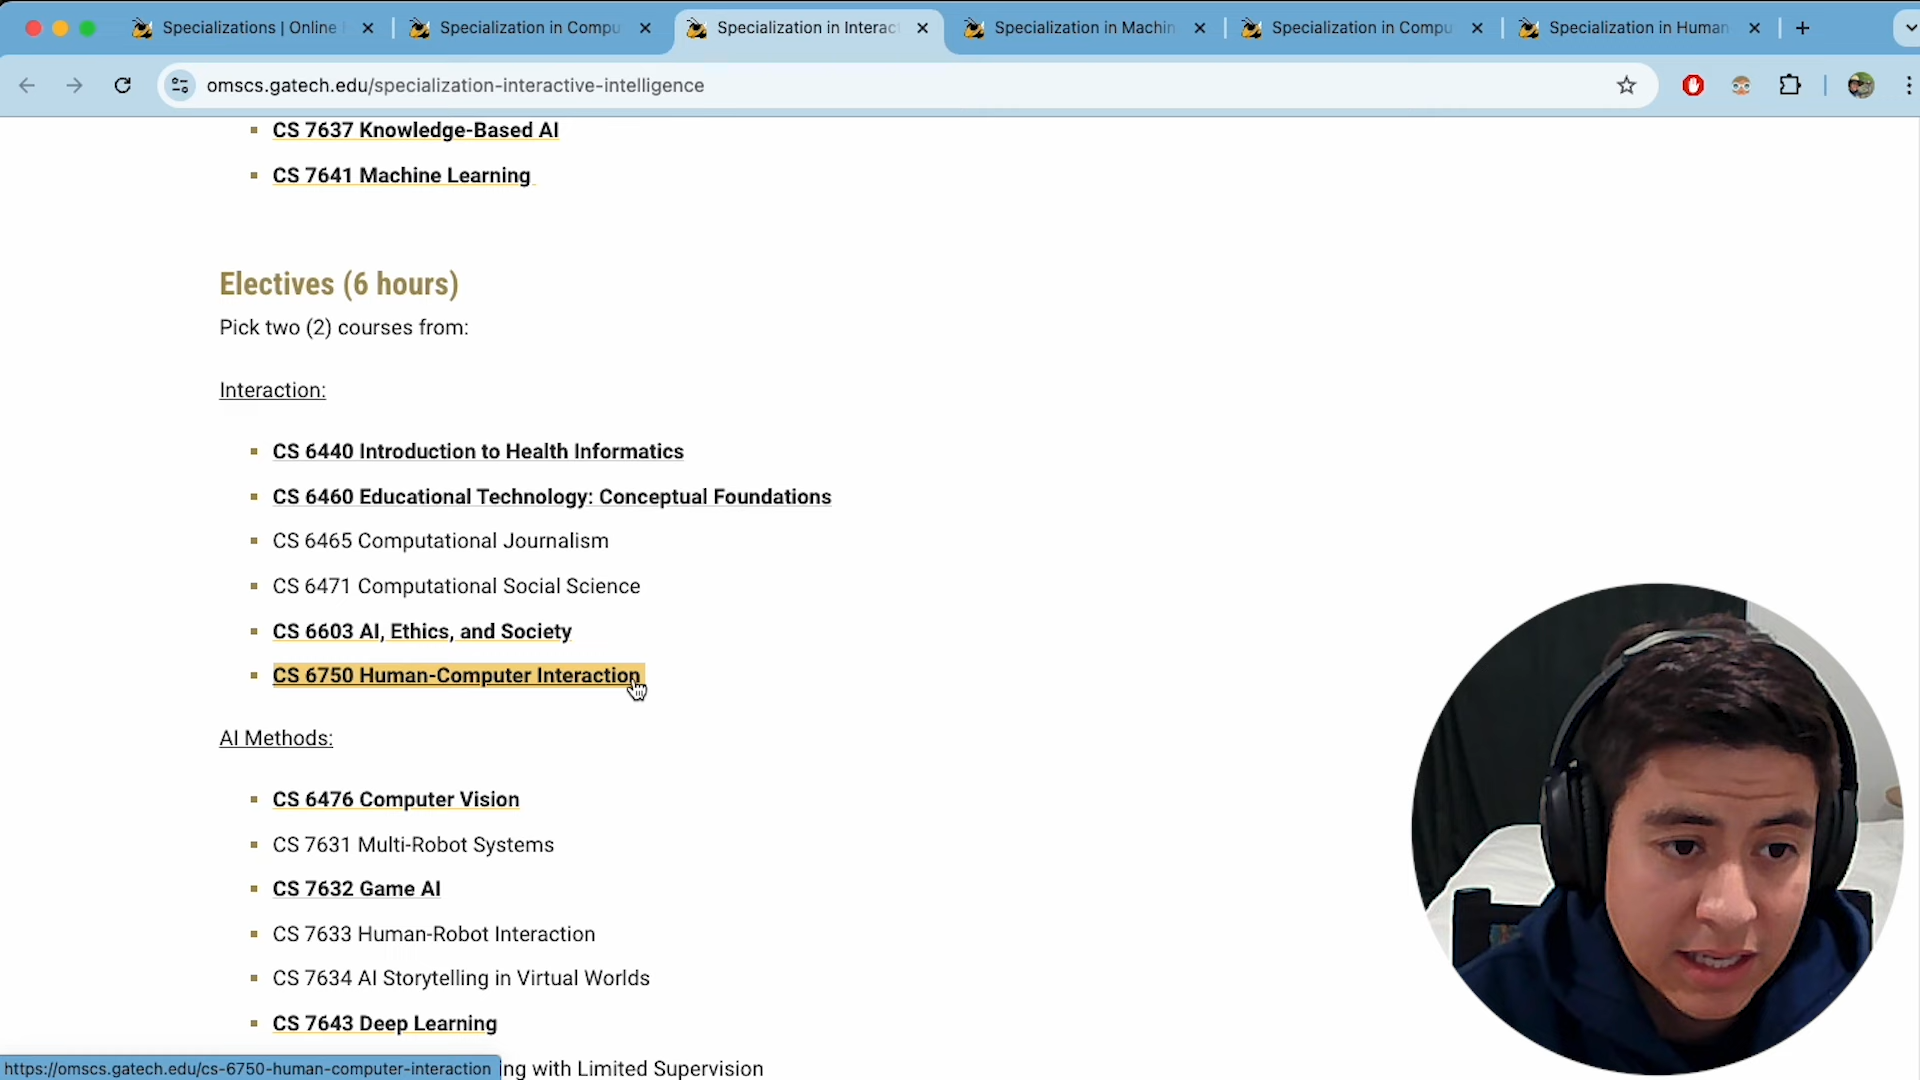 Specializations | Online
Specialization in Compu
Specialization in Interac
Specialization in Machin
Specialization in Compu
Specialization in Human
omscs.gatech.edu/specialization-interactive-intelligence
CS 7637 Knowledge-Based AI
CS 7641 Machine Learning
Electives (6 hours)
Pick two (2) courses from:
Interaction:
CS 6440 Introduction to Health Informatics
CS 6460 Educational Technology: Conceptual Foundations
CS 6465 Computational Journalism
CS 6471 Computational Social Science
CS 6603 AI, Ethics, and Society
CS 6750 Human-Computer Interaction
AI Methods:
CS 6476 Computer Vision
CS 7631 Multi-Robot Systems
CS 7632 Game AI
CS 7633 Human-Robot Interaction
CS 7634 AI Storytelling in Virtual Worlds
CS 7643 Deep Learning
https://omscs.gatech.edu/cs-6750-human-computer-interaction
ing with Limited Supervision